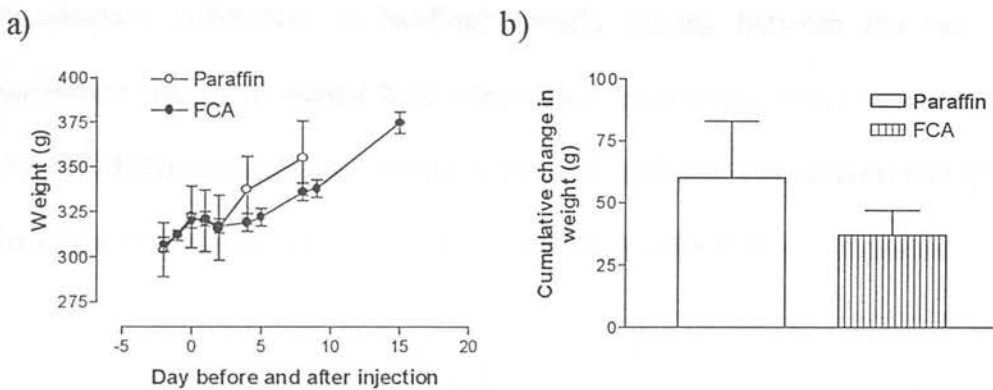 a)
b)
Paraffin
FCA
400
375
350
325
300
275
Weight (g)
-5 0 5 10 15 20
Day before and after injection
Paraffin
FCA
100
75
50
25
0
Cumulative change in
weight (g)